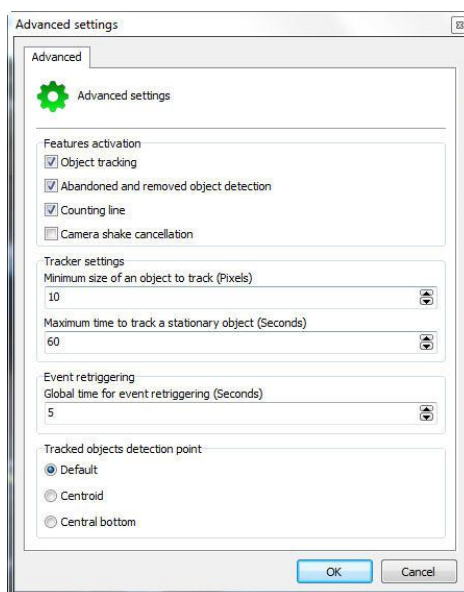 Advanced settings
Advanced
Advanced settings
Features activation
Object tracking
Abandoned and removed object detection
Counting line
Camera shake cancellation
Tracker settings
Minimum size of an object to track (Pixels)
10
Maximum time to track a stationary object (Seconds)
60
Event retriggering
Global time for event retriggering (Seconds)
5
Tracked objects detection point
Default
Centroid
Central bottom
OK Cancel